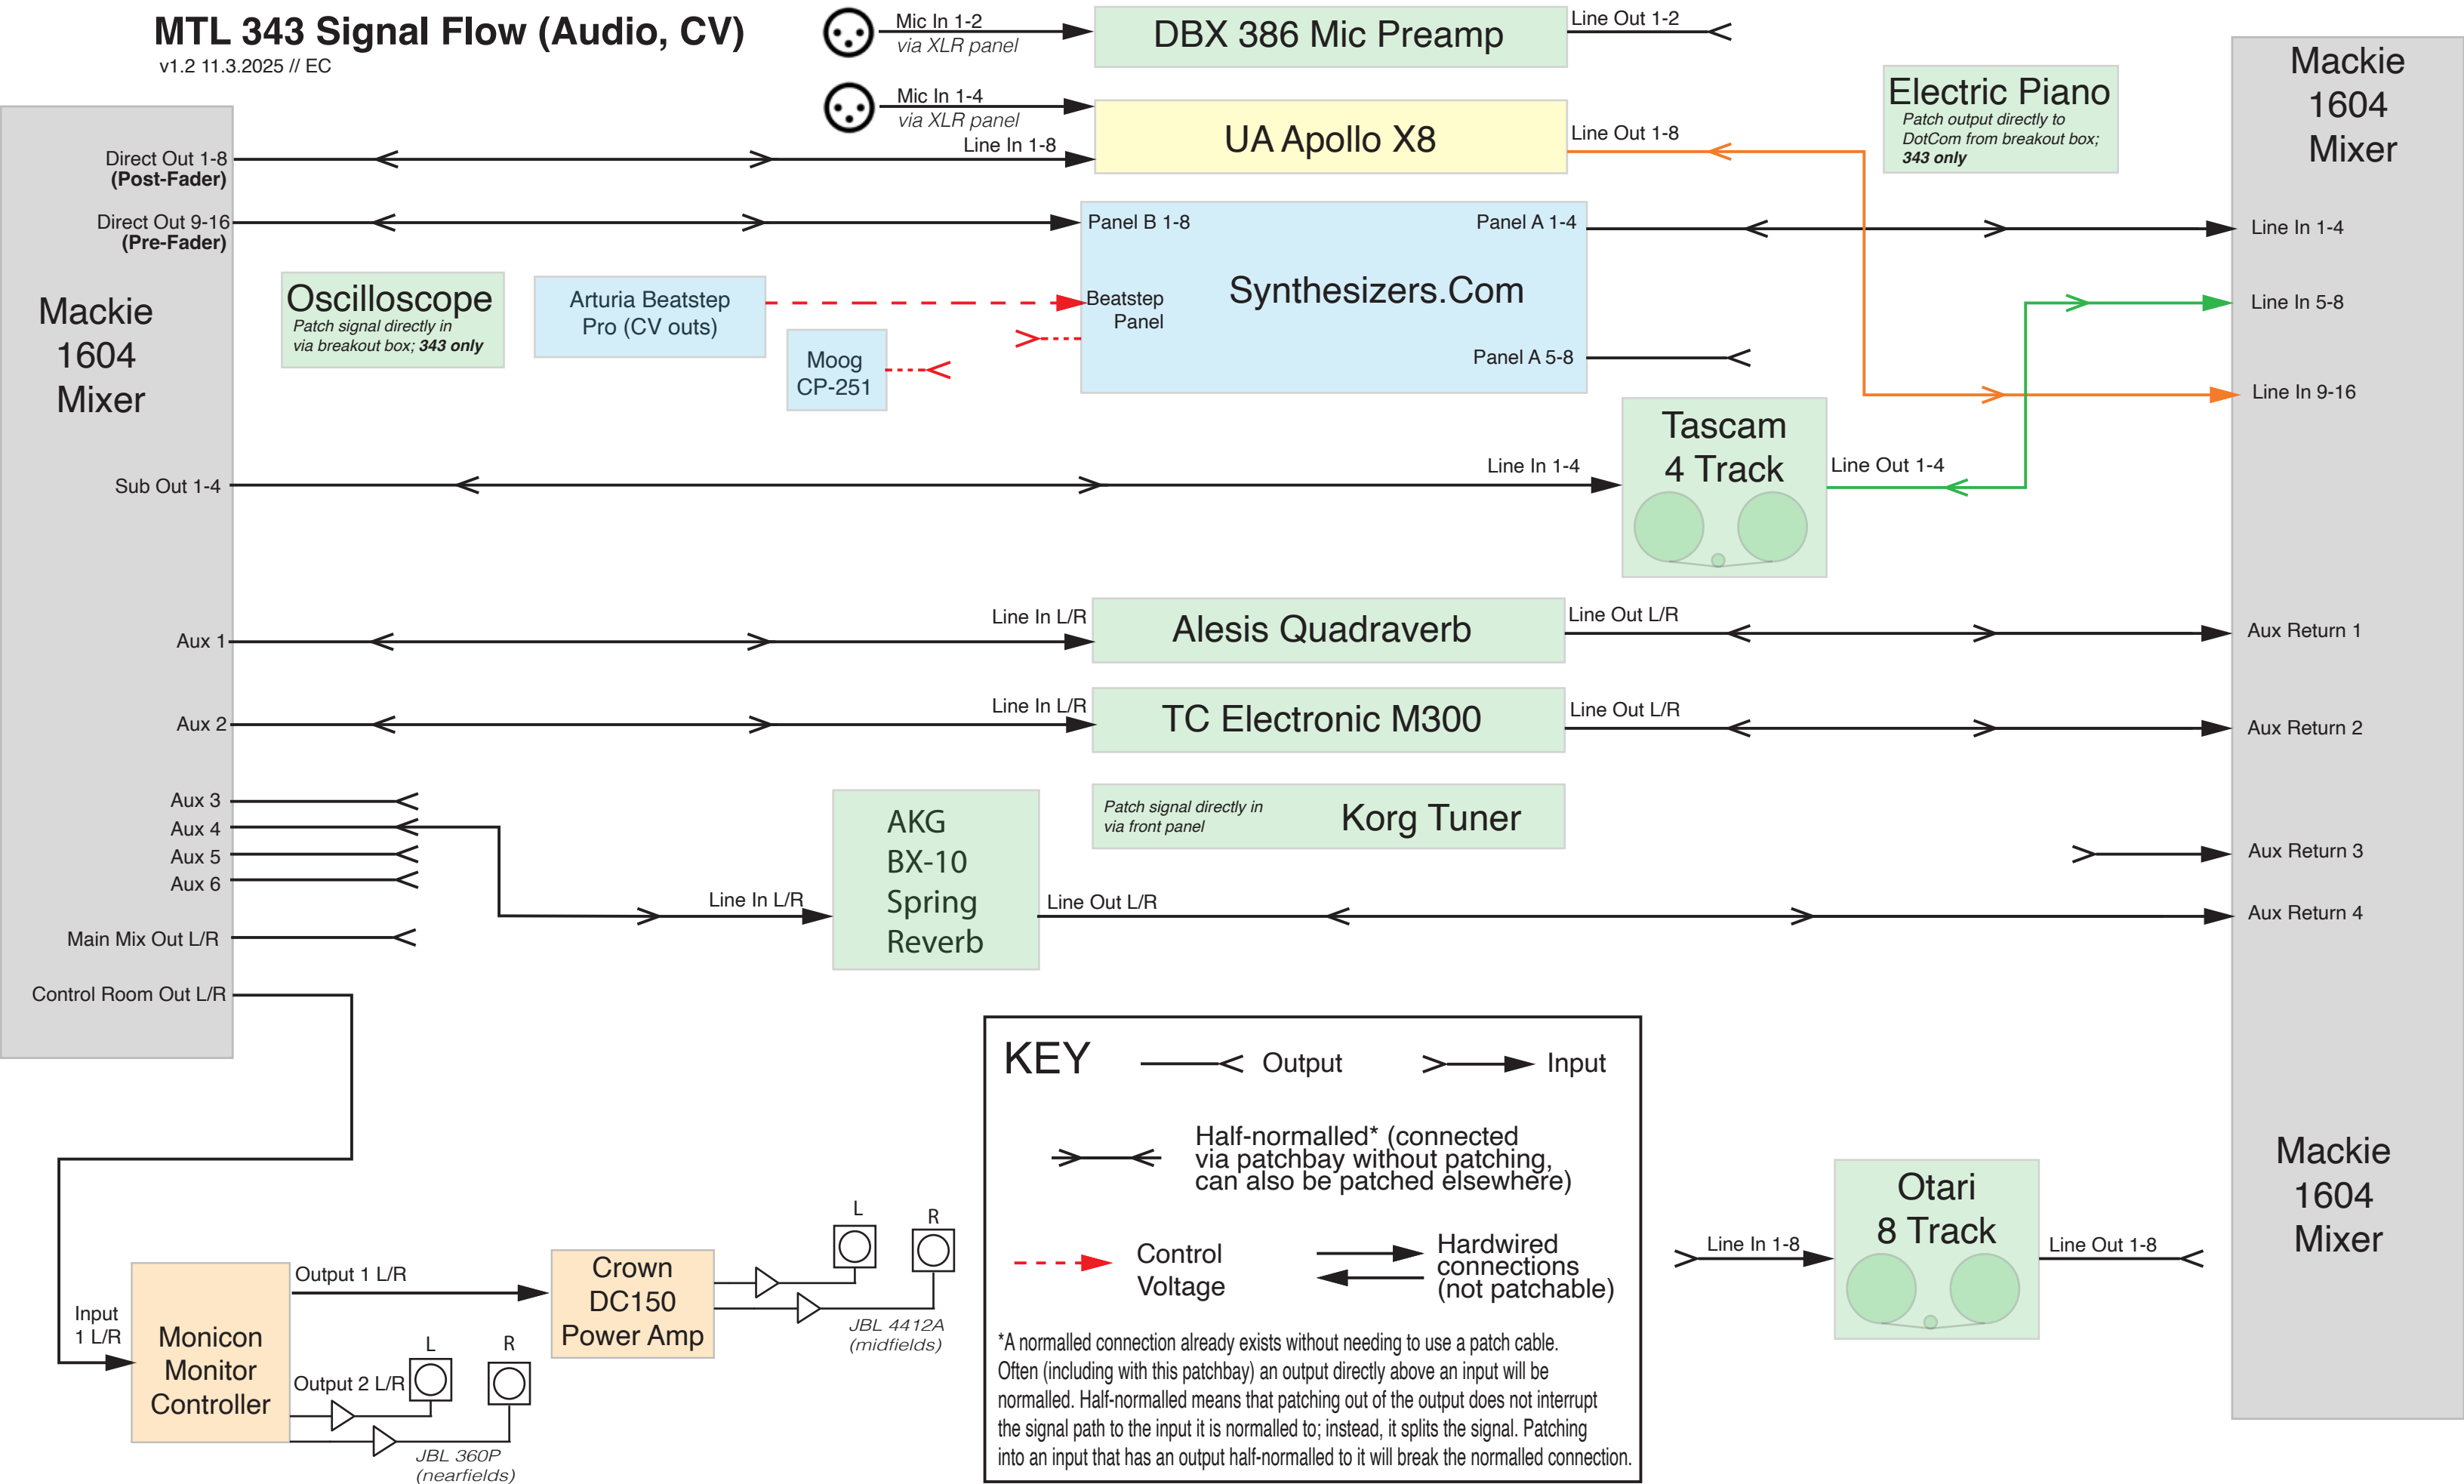 MTL 343 Signal Flow (Audio, CV)
v1.2 11.3.2025 // EC
Mic In 1-2
via XLR panel
DBX 386 Mic Preamp
Line Out 1-2
Mic In 1-4
via XLR panel
Line In 1-8
UA Apollo X8
Line Out 1-8
Electric Piano
Patch output directly to
DotCom from breakout box;
343 only
Mackie
1604
Mixer
Direct Out 1-8
(Post-Fader)
Direct Out 9-16
(Pre-Fader)
Mackie
1604
Mixer
Oscilloscope
Patch signal directly in
via breakout box; 343 only
Arturia Beatstep
Pro (CV outs)
Moog
CP-251
Panel B 1-8
Panel A 1-4
Beatstep
Panel
Synthesizers.Com
Panel A 5-8
Line In 1-4
Line In 5-8
Line In 9-16
Sub Out 1-4
Line In 1-4
Tascam
4 Track
Line Out 1-4
Aux 1
Line In L/R
Alesis Quadraverb
Line Out L/R
Aux Return 1
Aux 2
Line In L/R
TC Electronic M300
Line Out L/R
Aux Return 2
Aux 3
Aux 4
Aux 5
Aux 6
Patch signal directly in
via front panel
Korg Tuner
Aux Return 3
Line In L/R
AKG
BX-10
Spring
Reverb
Line Out L/R
Aux Return 4
Main Mix Out L/R
Control Room Out L/R
KEY
Output
Input
Half-normalled* (connected
via patchbay without patching,
can also be patched elsewhere)
Control
Voltage
Hardwired
connections
(not patchable)
*A normalled connection already exists without needing to use a patch cable.
Often (including with this patchbay) an output directly above an input will be
normalled. Half-normalled means that patching out of the output does not interrupt
the signal path to the input it is normalled to; instead, it splits the signal. Patching
into an input that has an output half-normalled to it will break the normalled connection.
Mackie
1604
Mixer
Line In 1-8
Otari
8 Track
Line Out 1-8
Input
1 L/R
Monicon
Monitor
Controller
Output 1 L/R
Output 2 L/R
Crown
DC150
Power Amp
L
R
JBL 4412A
(midfields)
L
R
JBL 360P
(nearfields)